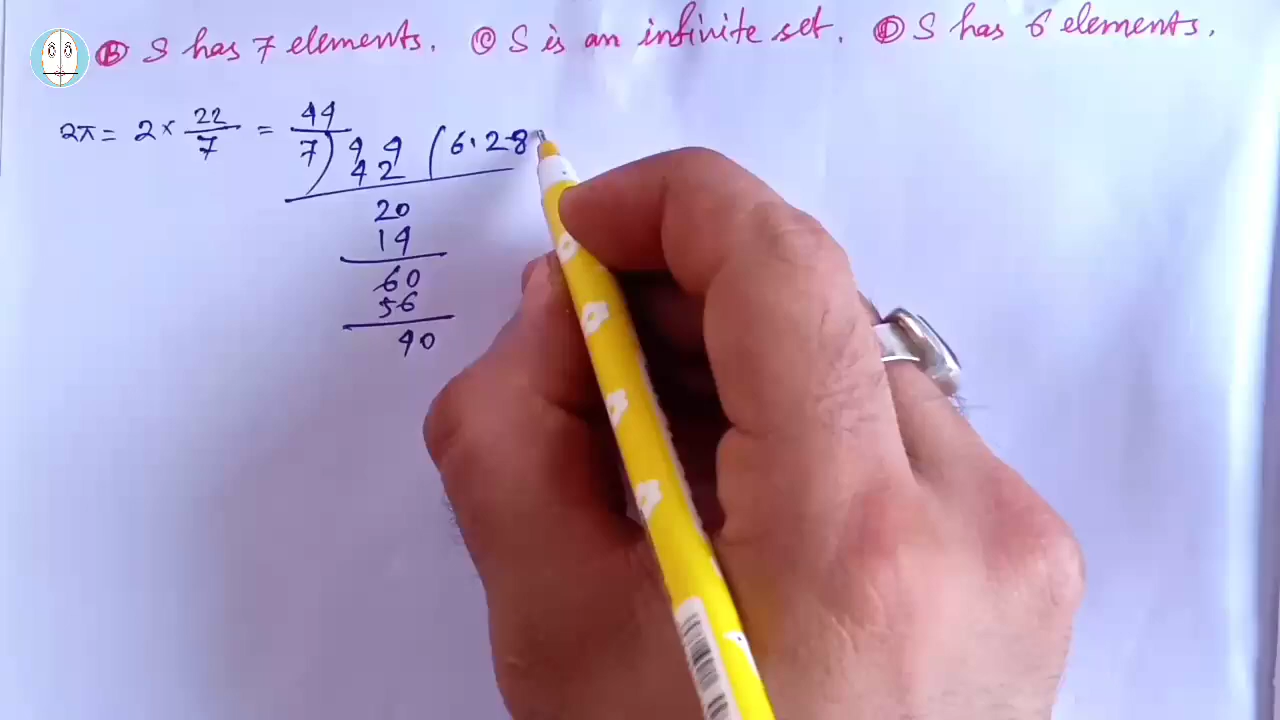 Ⓑ S has 7 elements. Ⓒ S is an infinite set. Ⓓ S has 6 elements.
2π = 2 × 22/7 = 44/7
7) 44 (6.28
42
20
14
60
56
40